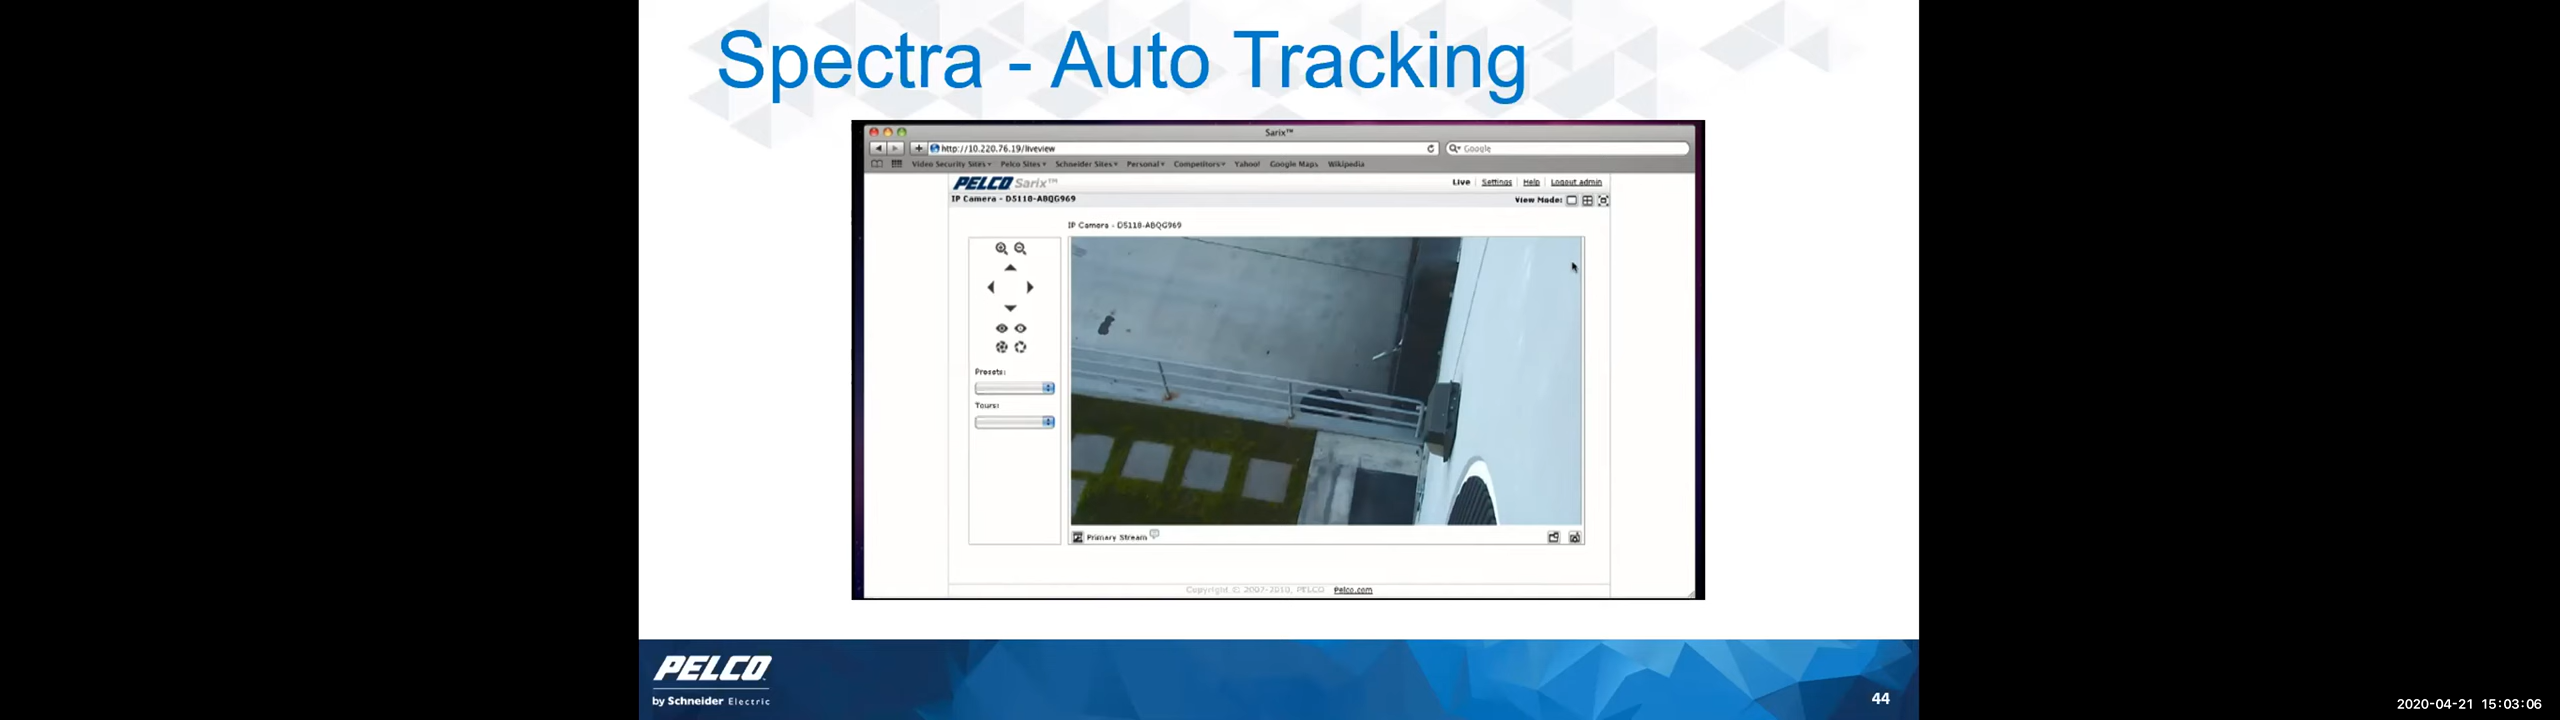 Spectra - Auto Tracking
Sarix™
http://10.220.76.19/liveview
Google
Video Security Sites Pelco Sites Schneider Sites Personal Competitors Yahoo! Google Maps Wikipedia
PELCO Sarix™
Live Settings Help Logout admin
IP Camera - D5118-ABQG969
View Mode:
IP Camera - D5118-ABQG969
Presets:
Tours:
Primary Stream
Copyright © 2007-2010, PELCO Pelco.com
PELCO
by Schneider Electric
44
2020-04-21 15:03:06